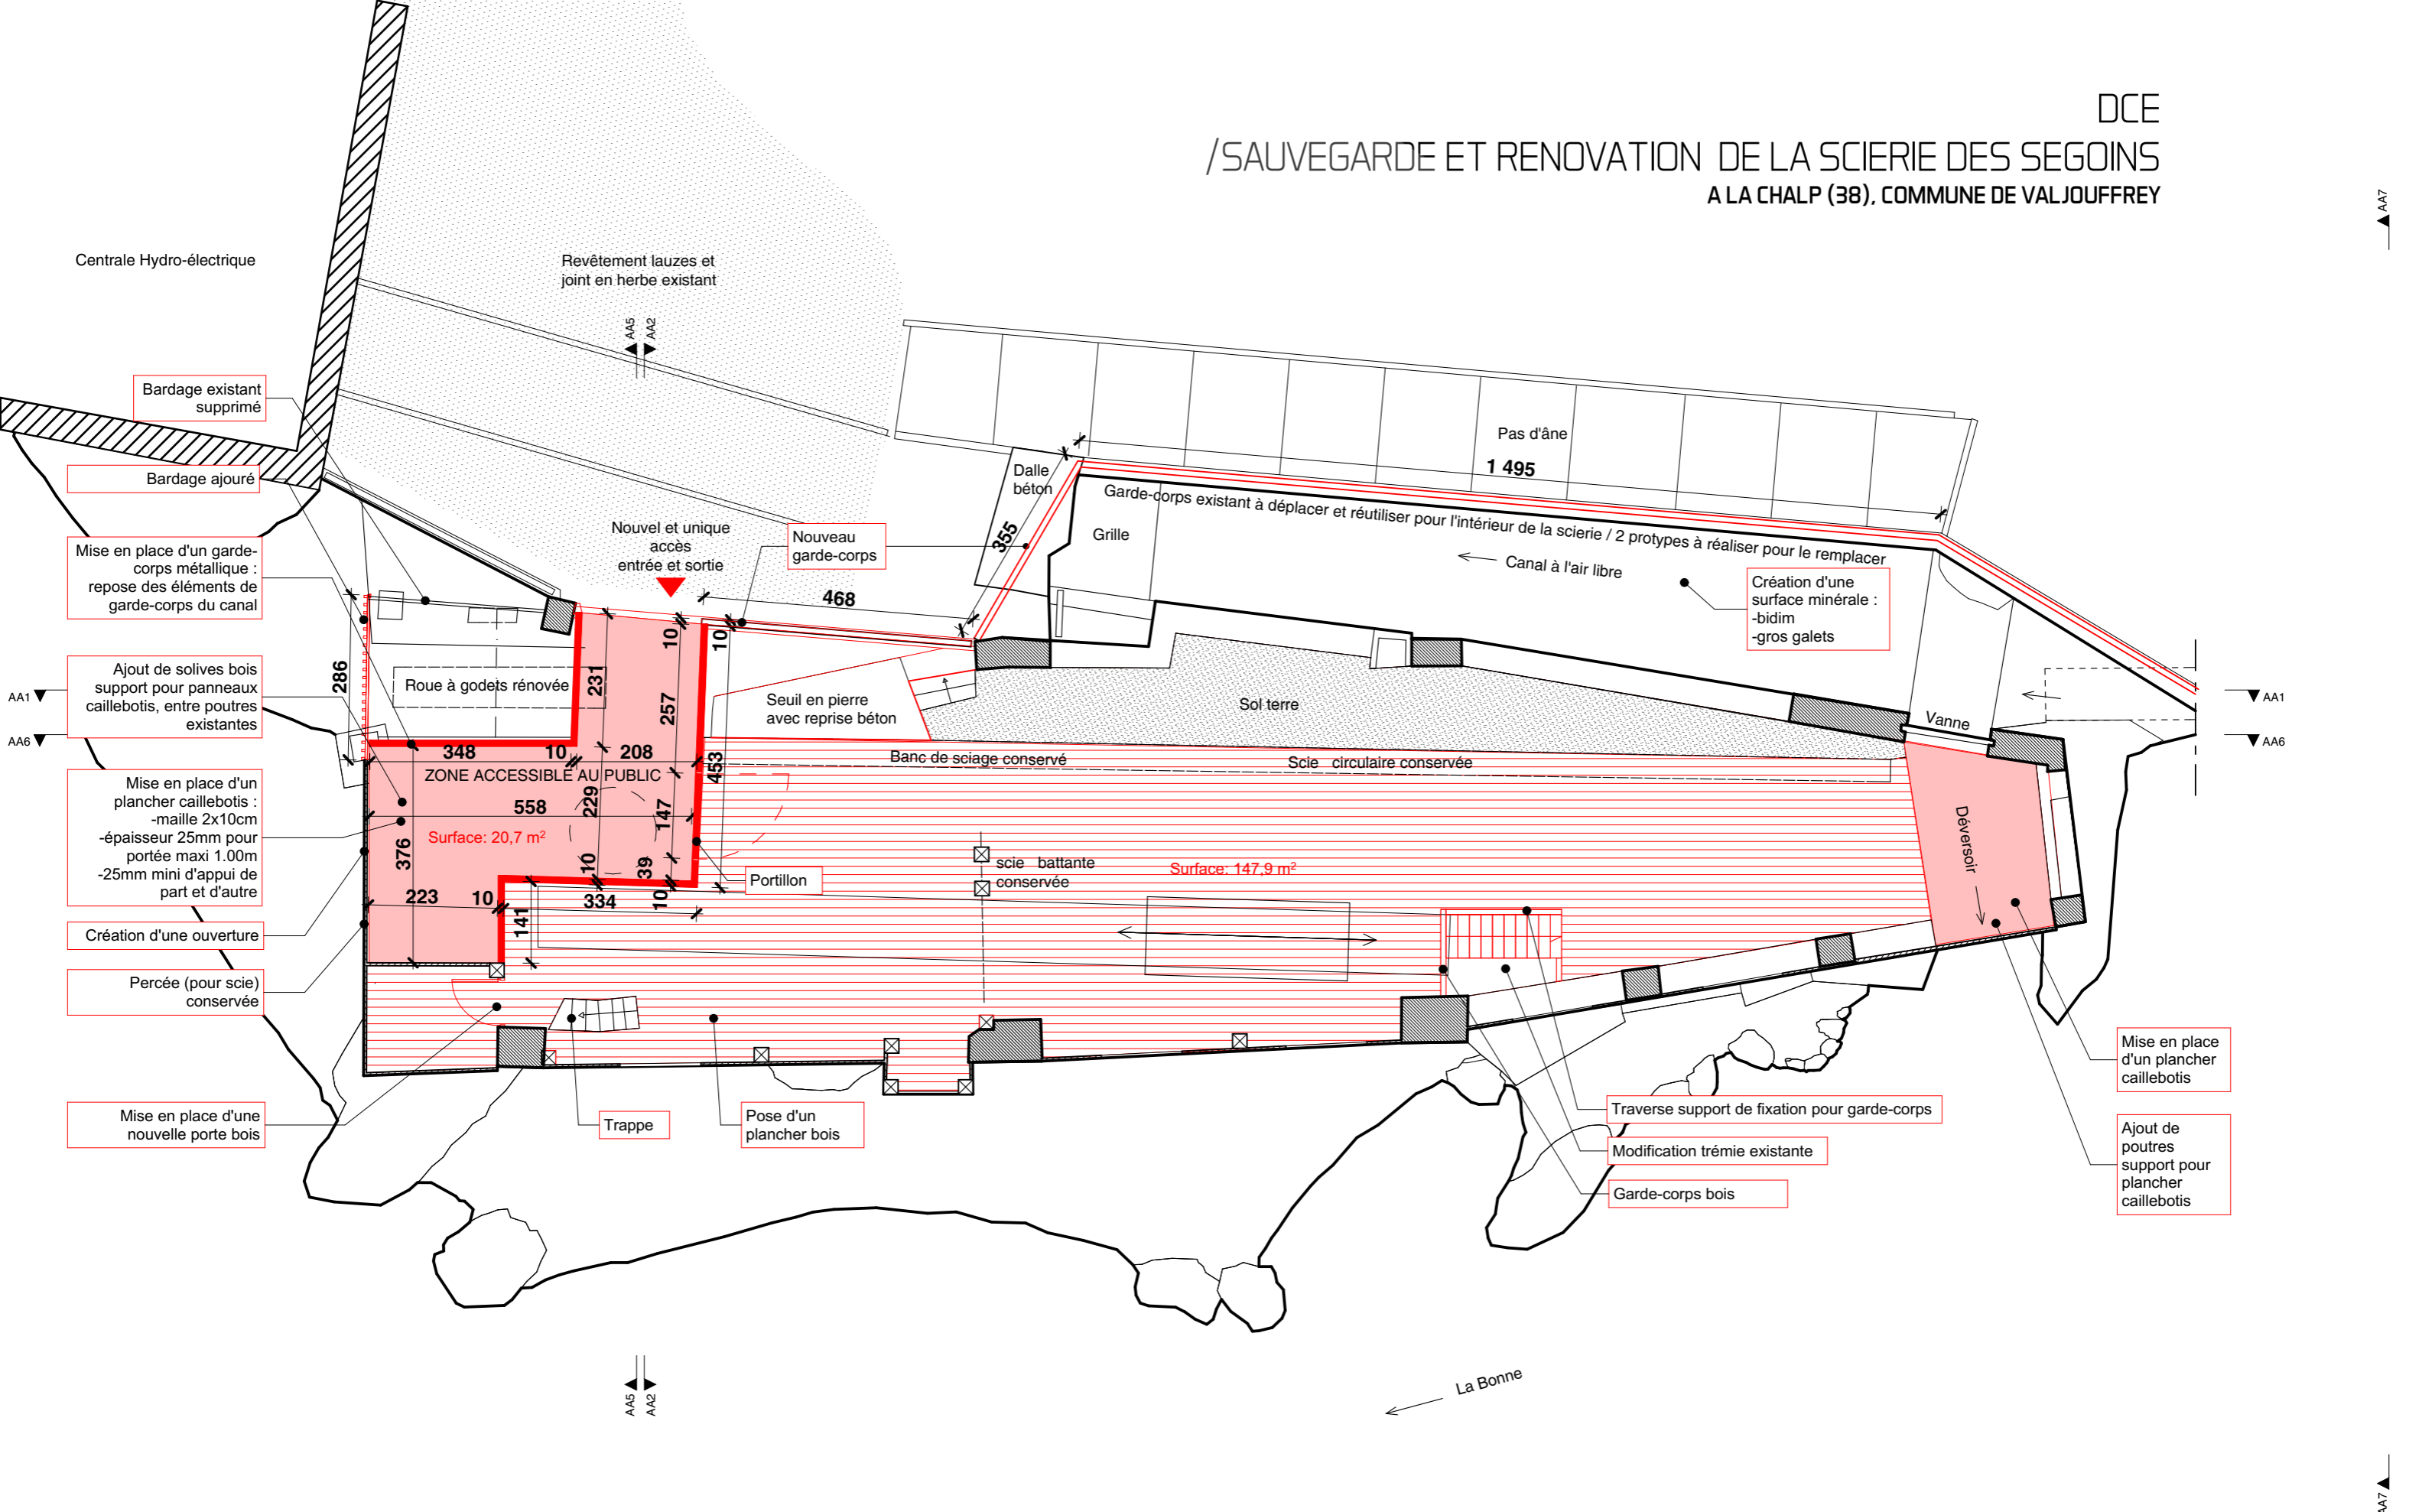 DCE
/SAUVEGARDE ET RENOVATION DE LA SCIERIE DES SEGOINS
A LA CHALP (38), COMMUNE DE VALJOUFFREY
AA7
Centrale Hydro-électrique
Revêtement lauzes et
joint en herbe existant
AA5
AA2
Bardage existant
supprimé
Pas d'âne
1 495
Bardage ajouré
Dalle
béton
Garde-corps existant à déplacer et réutiliser pour l'intérieur de la scierie / 2 protypes à réaliser pour le remplacer
355
Grille
Nouvel et unique
accès
entrée et sortie
Nouveau
garde-corps
Canal à l'air libre
Mise en place d'un garde-
corps métallique :
repose des éléments de
garde-corps du canal
Création d'une
surface minérale :
-bidim
-gros galets
468
10
10
286
231
257
Ajout de solives bois
support pour panneaux
caillebotis, entre poutres
existantes
Roue à godets rénovée
Seuil en pierre
avec reprise béton
Sol terre
Vanne
AA1
AA1
AA6
AA6
348
10
208
453
Banc de sciage conservé
Scie circulaire conservée
ZONE ACCESSIBLE AU PUBLIC
Mise en place d'un
plancher caillebotis :
-maille 2x10cm
-épaisseur 25mm pour
portée maxi 1.00m
-25mm mini d'appui de
part et d'autre
558
229
147
Surface: 20,7 m²
376
10
39
scie battante
conservée
Surface: 147,9 m²
Déversoir
Portillon
223
10
334
10
141
Création d'une ouverture
Percée (pour scie)
conservée
Mise en place
d'un plancher
caillebotis
Mise en place d'une
nouvelle porte bois
Trappe
Pose d'un
plancher bois
Traverse support de fixation pour garde-corps
Modification trémie existante
Garde-corps bois
Ajout de
poutres
support pour
plancher
caillebotis
AA5
AA2
La Bonne
AA7